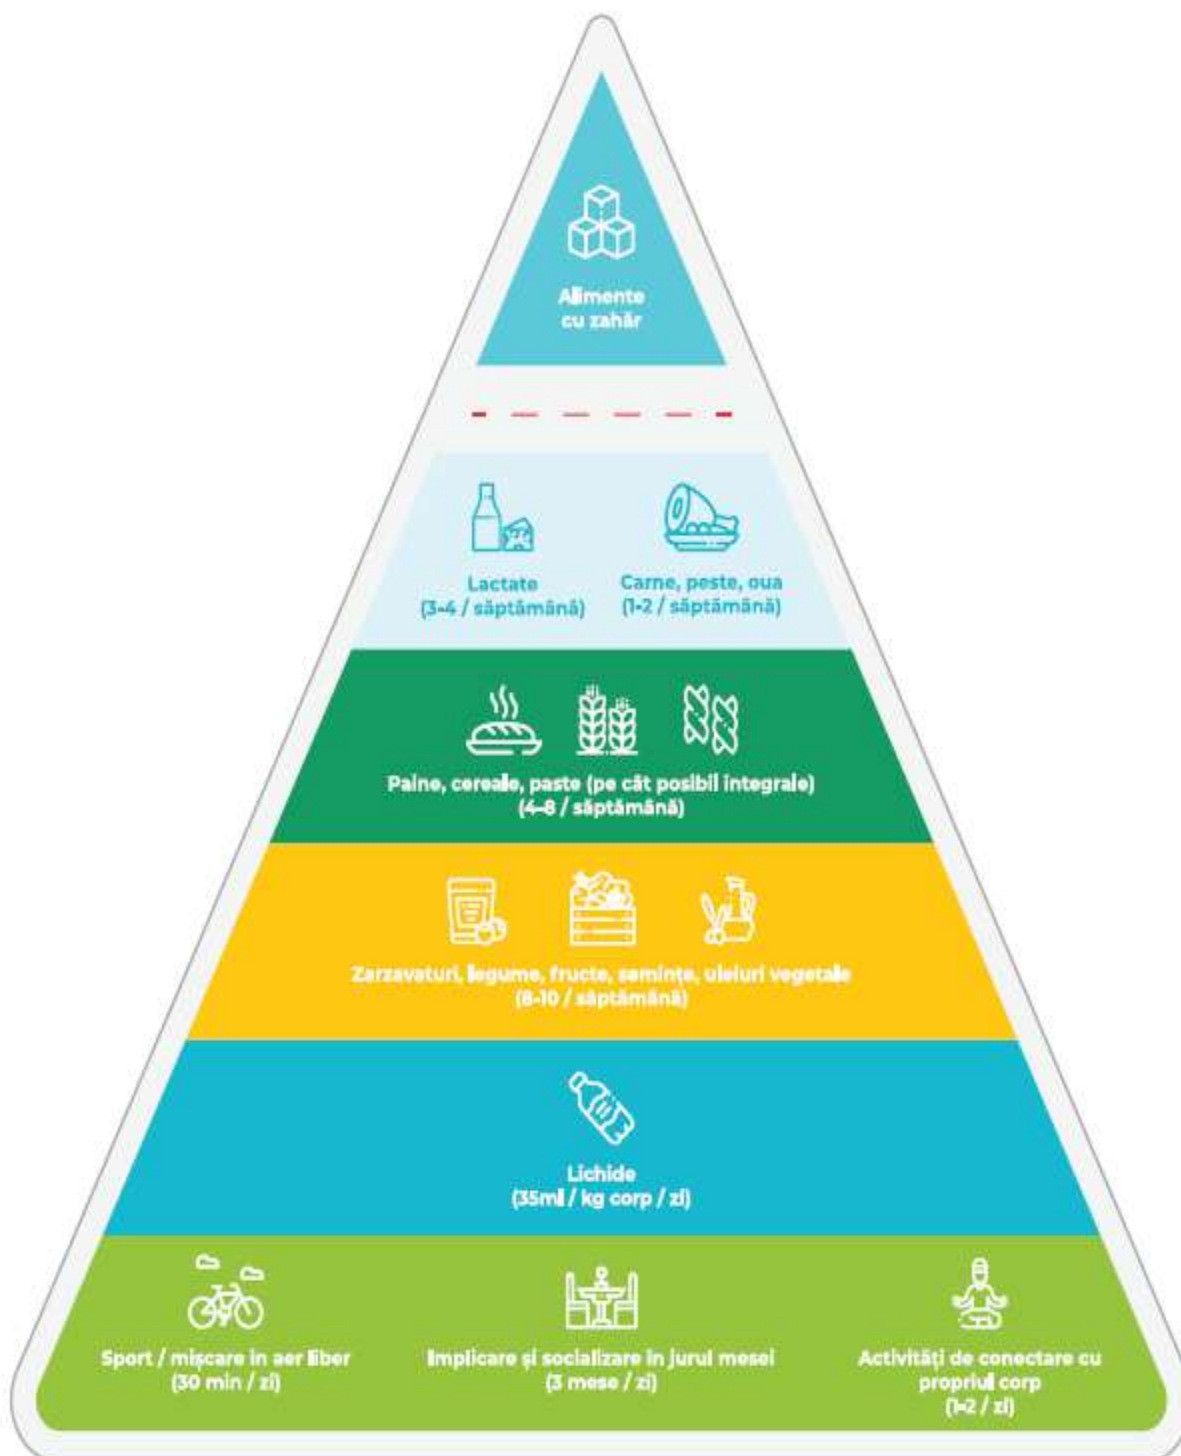 Alimente
cu zahăr
Lactate
(3-4 / săptămână)
Carne, peste, oua
(1-2 / săptămână)
Paine, cereale, paste (pe cât posibil integrale)
(4-8 / săptămână)
Zarzavaturi, legume, fructe, semințe, uleiuri vegetale
(8-10 / săptămână)
Lichide
(35ml / kg corp / zi)
Sport / mișcare in aer liber
(30 min / zi)
Implicare și socializare in jurul mesei
(3 mese / zi)
Activități de conectare cu
propriul corp
(1-2 / zi)